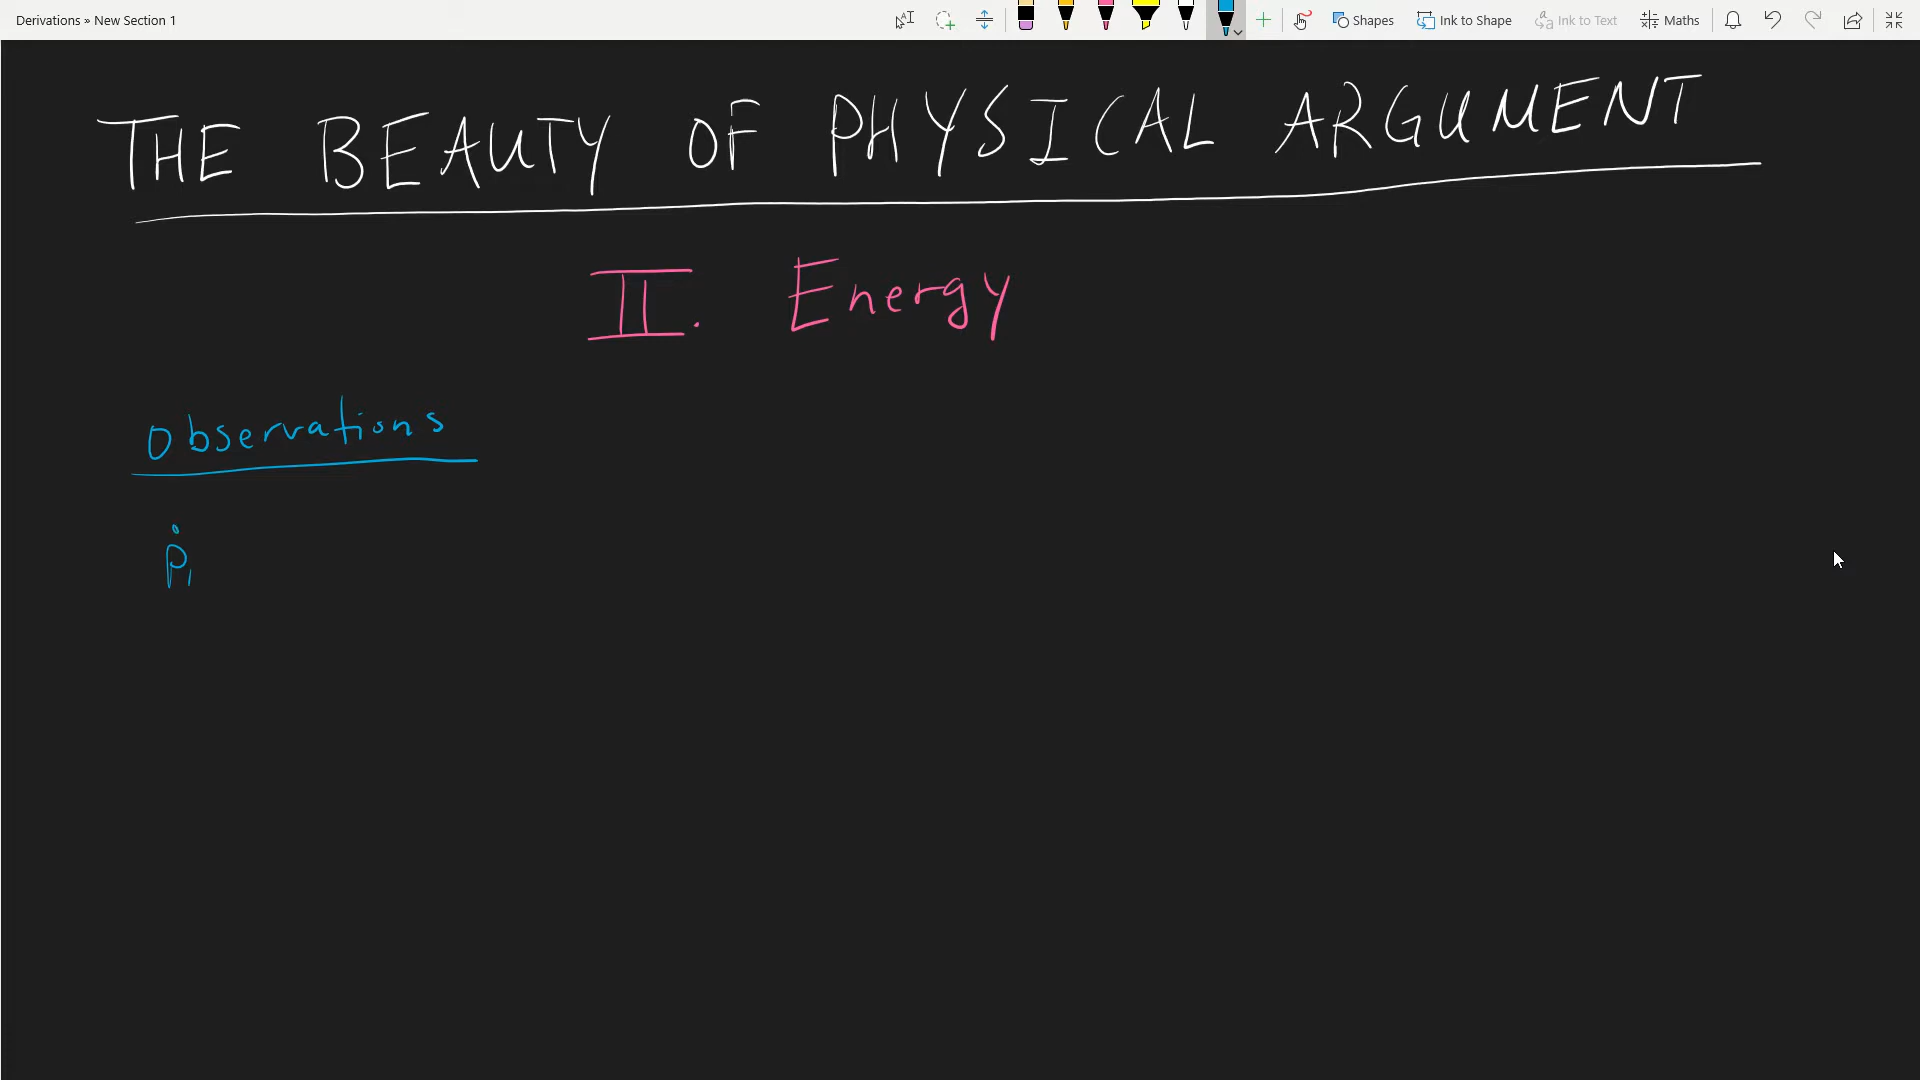 Derivations » New Section 1
Shapes Ink to Shape Ink to Text Maths
THE BEAUTY OF PHYSICAL ARGUMENT
II. Energy
Observations
ṗ₁